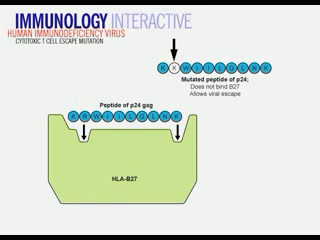 IMMUNOLOGY INTERACTIVE
HUMAN IMMUNODEFICIENCY VIRUS
CYTOTOXIC T CELL ESCAPE MUTATION
K K W I I L G L N K
Mutated peptide of p24;
Does not bind B27
Allows viral escape
Peptide of p24 gag
K R W I I L G L N K
HLA-B27